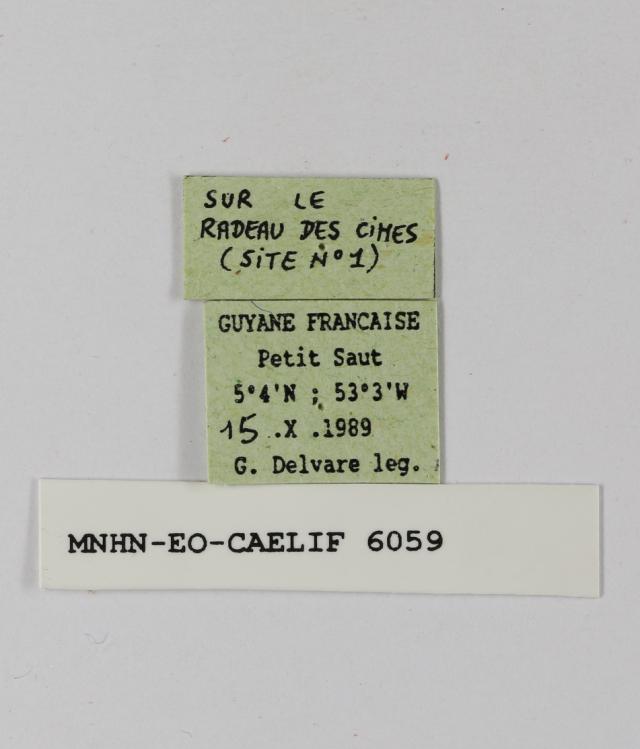 SUR LE
RADEAU DES CIMES
(SITE N°1)
GUYANE FRANCAISE
Petit Saut
5°4'N ; 53°3'W
15 .X .1989
G. Delvare leg.
MNHN-EO-CAELIF 6059